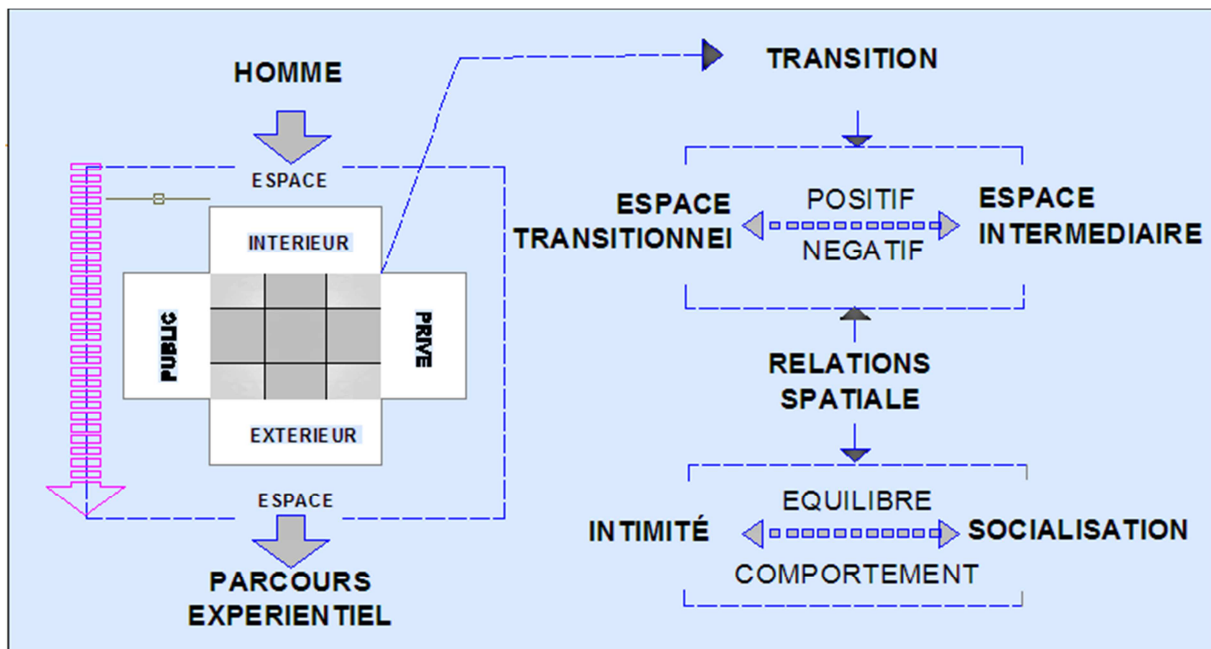 HOMME
ESPACE
INTERIEUR
PUBLIC
PRIVE
EXTERIEUR
ESPACE
PARCOURS
EXPERIENTIEL
TRANSITION
ESPACE
TRANSITIONNEI
POSITIF
NEGATIF
ESPACE
INTERMEDIAIRE
RELATIONS
SPATIALE
INTIMITÉ
EQUILIBRE
COMPORTEMENT
SOCIALISATION